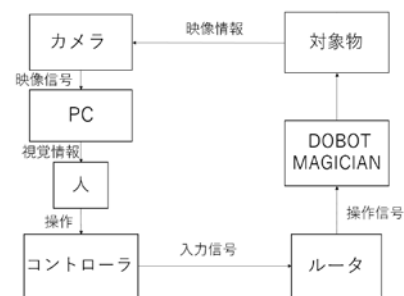 カメラ
映像情報
対象物
映像信号
PC
視覚情報
人
DOBOT
MAGICIAN
操作
操作信号
コントローラ
入力信号
ルータ